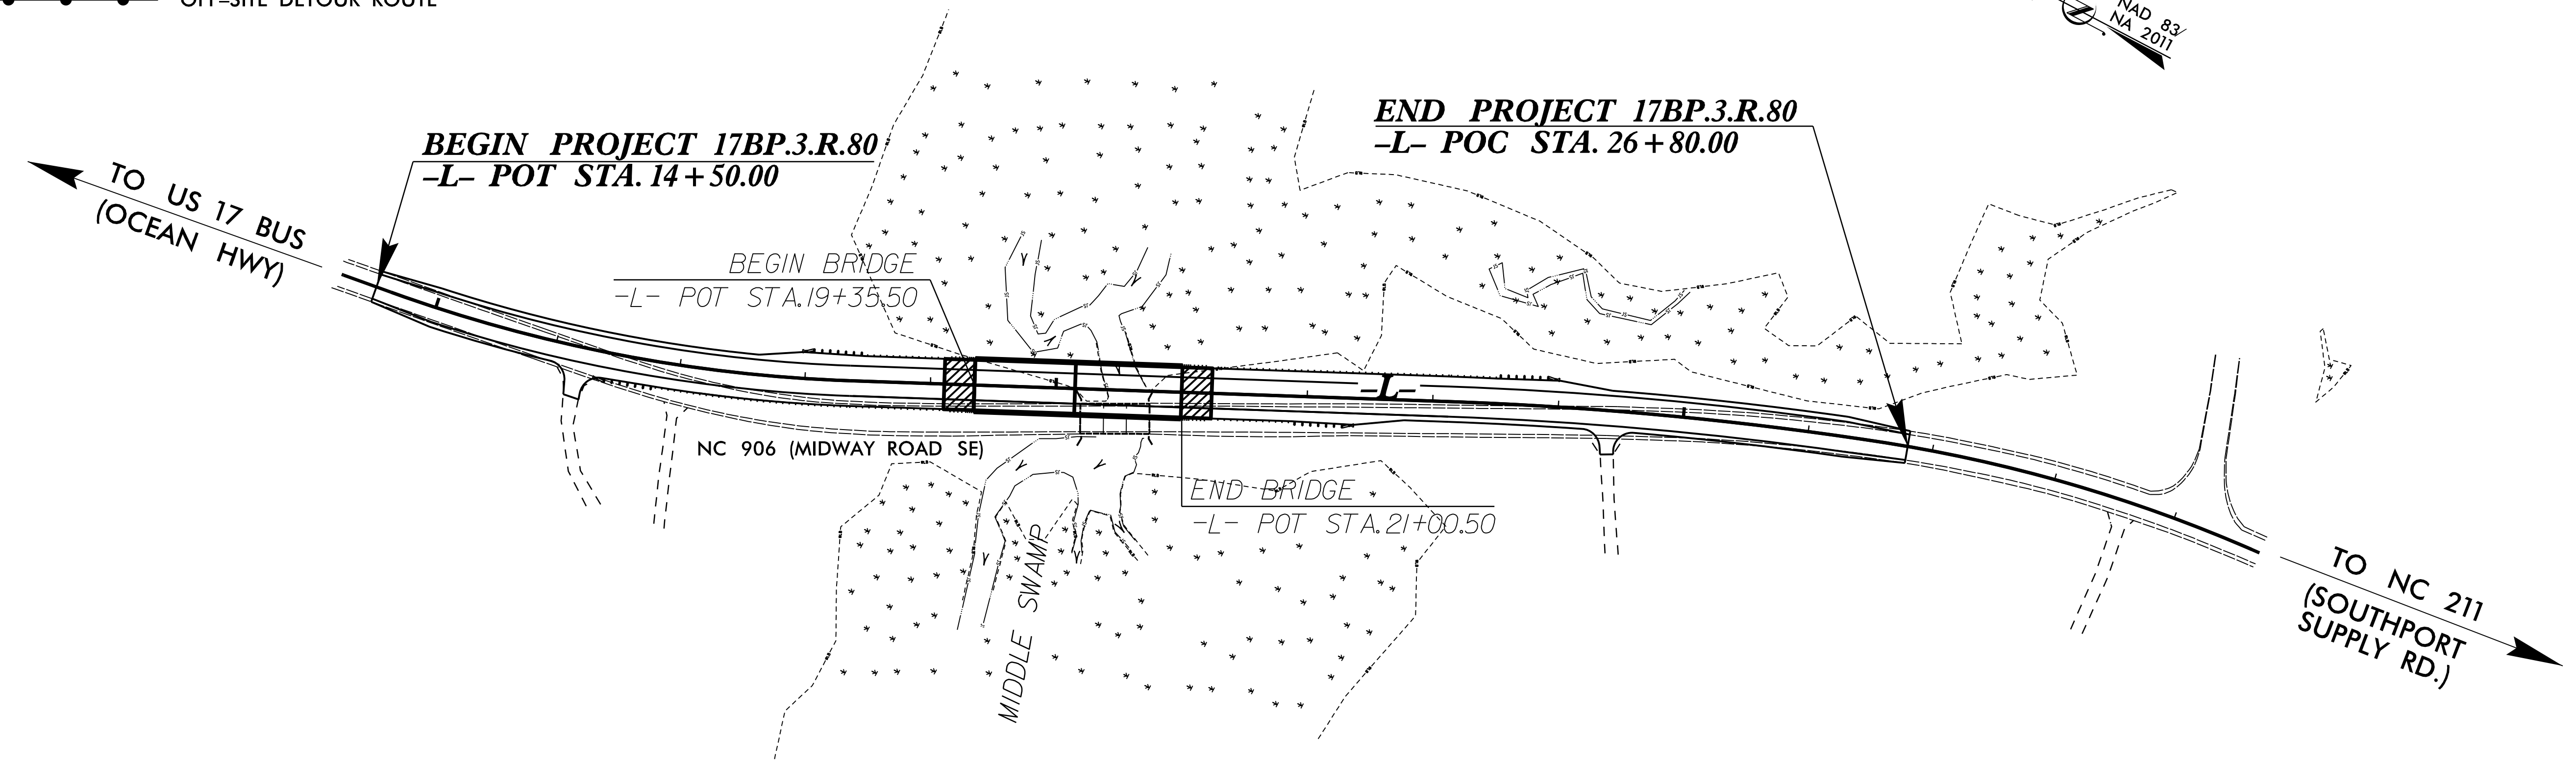 OFF-SITE DETOUR ROUTE
NAD 83/
NA 2011
BEGIN PROJECT 17BP.3.R.80
-L- POT STA. 14+50.00
END PROJECT 17BP.3.R.80
-L- POC STA. 26+80.00
TO US 17 BUS
(OCEAN HWY)
BEGIN BRIDGE
-L- POT STA.19+35.50
-L-
NC 906 (MIDWAY ROAD SE)
END BRIDGE
-L- POT STA.21+00.50
MIDDLE SWAMP
TO NC 211
(SOUTHPORT
SUPPLY RD.)